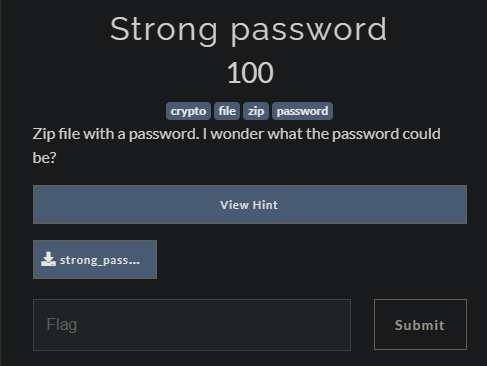 Strong password
100
crypto file zip password
Zip file with a password. I wonder what the password could
be?
View Hint
strong_pass...
Flag
Submit